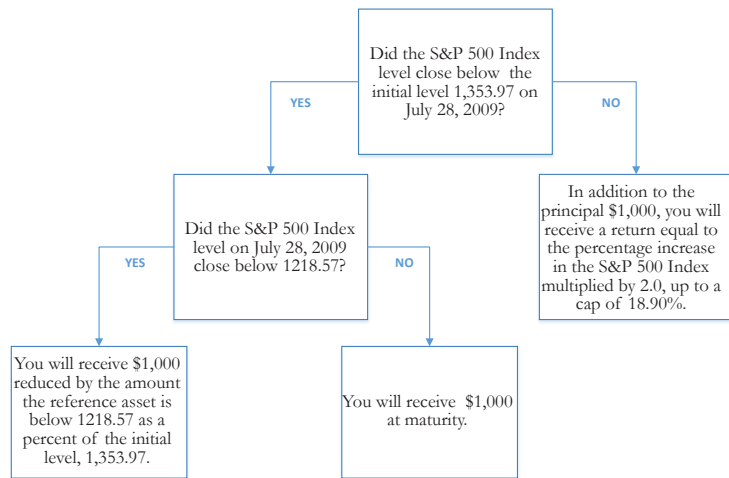 Did the S&P 500 Index
level close below the
initial level 1,353.97 on
July 28, 2009?
YES
NO
Did the S&P 500 Index
level on July 28, 2009
close below 1218.57?
In addition to the
principal $1,000, you will
receive a return equal to
the percentage increase
in the S&P 500 Index
multiplied by 2.0, up to a
cap of 18.90%.
YES
NO
You will receive $1,000
reduced by the amount
the reference asset is
below 1218.57 as a
percent of the initial
level, 1,353.97.
You will receive $1,000
at maturity.